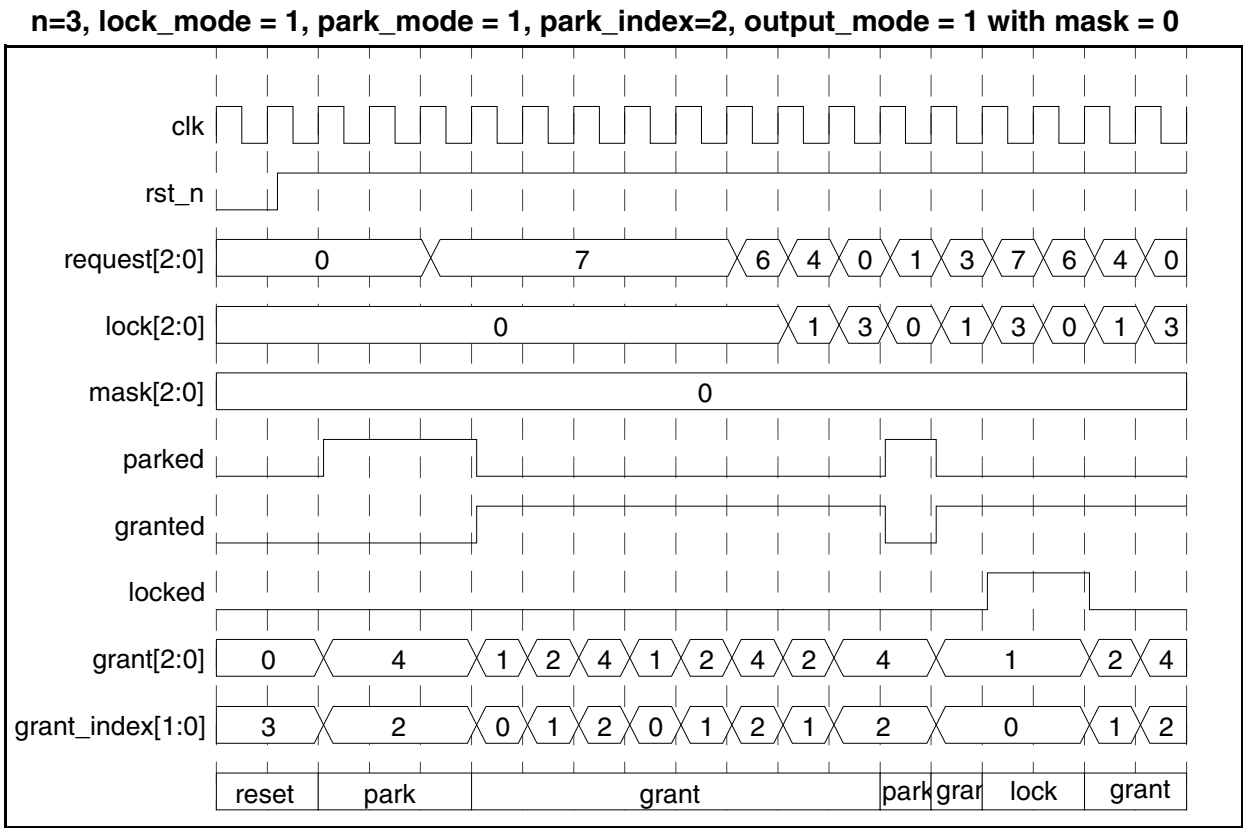 n=3, lock_mode = 1, park_mode = 1, park_index=2, output_mode = 1 with mask = 0
clk
rst_n
request[2:0] 0 7 6 4 0 1 3 7 6 4 0
lock[2:0] 0 1 3 0 1 3 0 1 3
mask[2:0] 0
parked
granted
locked
grant[2:0] 0 4 1 2 4 1 2 4 2 4 1 2 4
grant_index[1:0] 3 2 0 1 2 0 1 2 1 2 0 1 2
reset park grant park gran lock grant